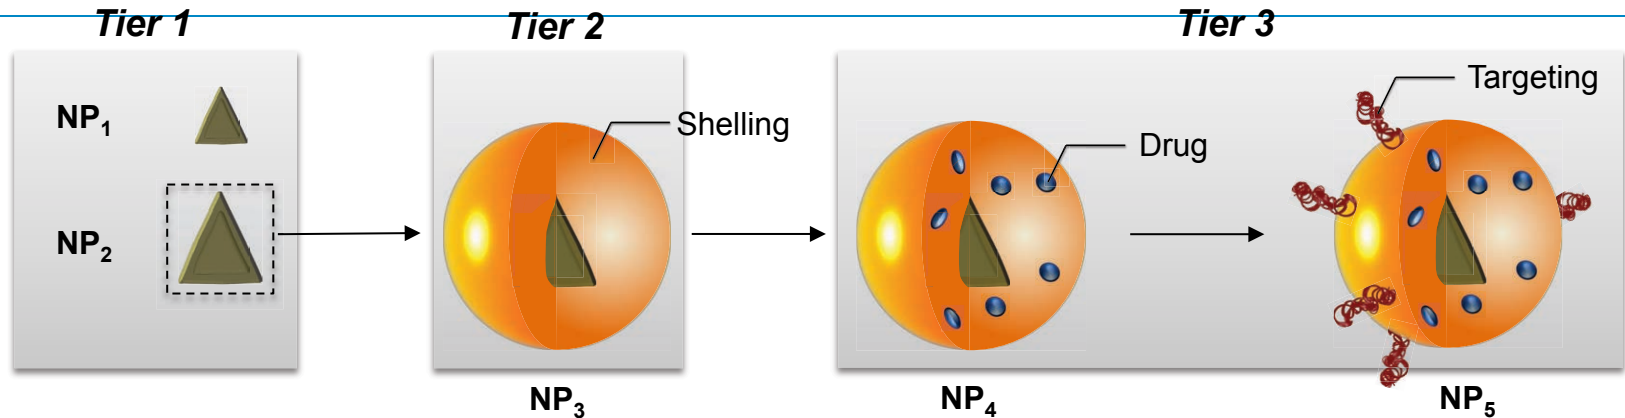 Tier 1
Tier 2
Tier 3
NP1
NP2
Shelling
Drug
Targeting
NP3
NP4
NP5